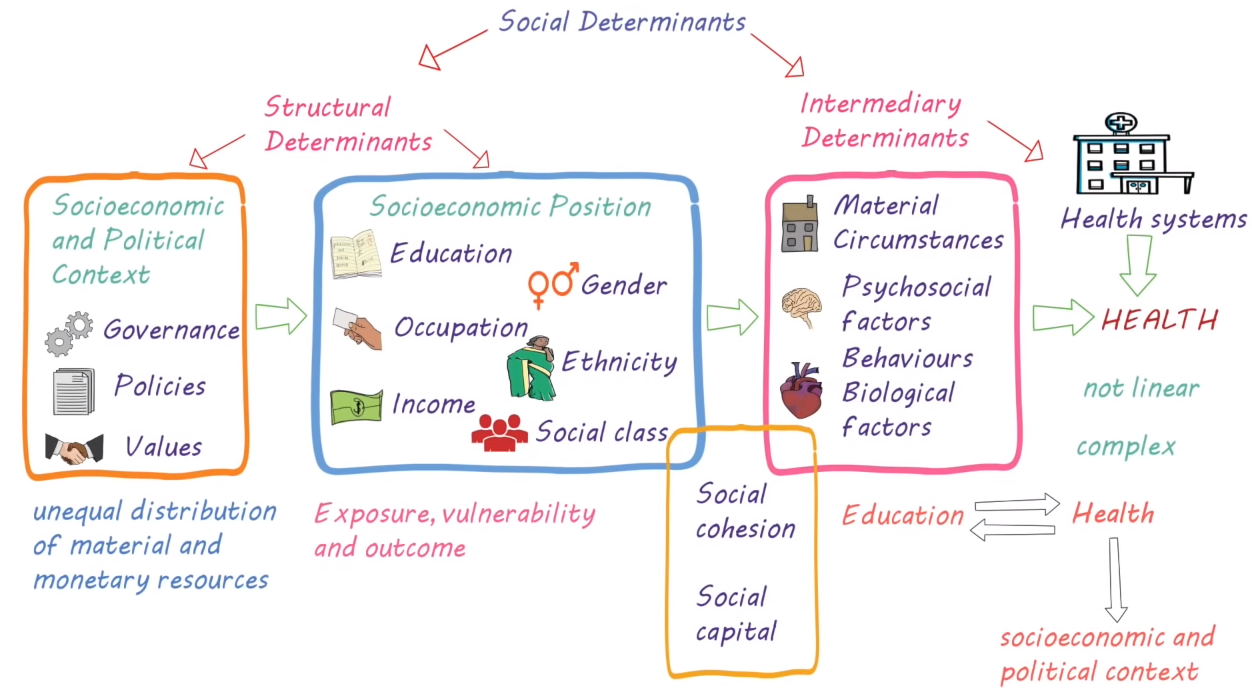 Social Determinants
Structural
Determinants
Intermediary
Determinants
Socioeconomic
and Political
Context
Governance
Policies
Values
Socioeconomic Position
Education
Gender
Occupation
Ethnicity
Income
Social class
Material
Circumstances
Psychosocial
factors
Behaviours
Biological
factors
Health systems
HEALTH
not linear
complex
unequal distribution
of material and
monetary resources
Exposure, vulnerability
and outcome
Social
cohesion
Social
capital
Education
Health
socioeconomic and
political context